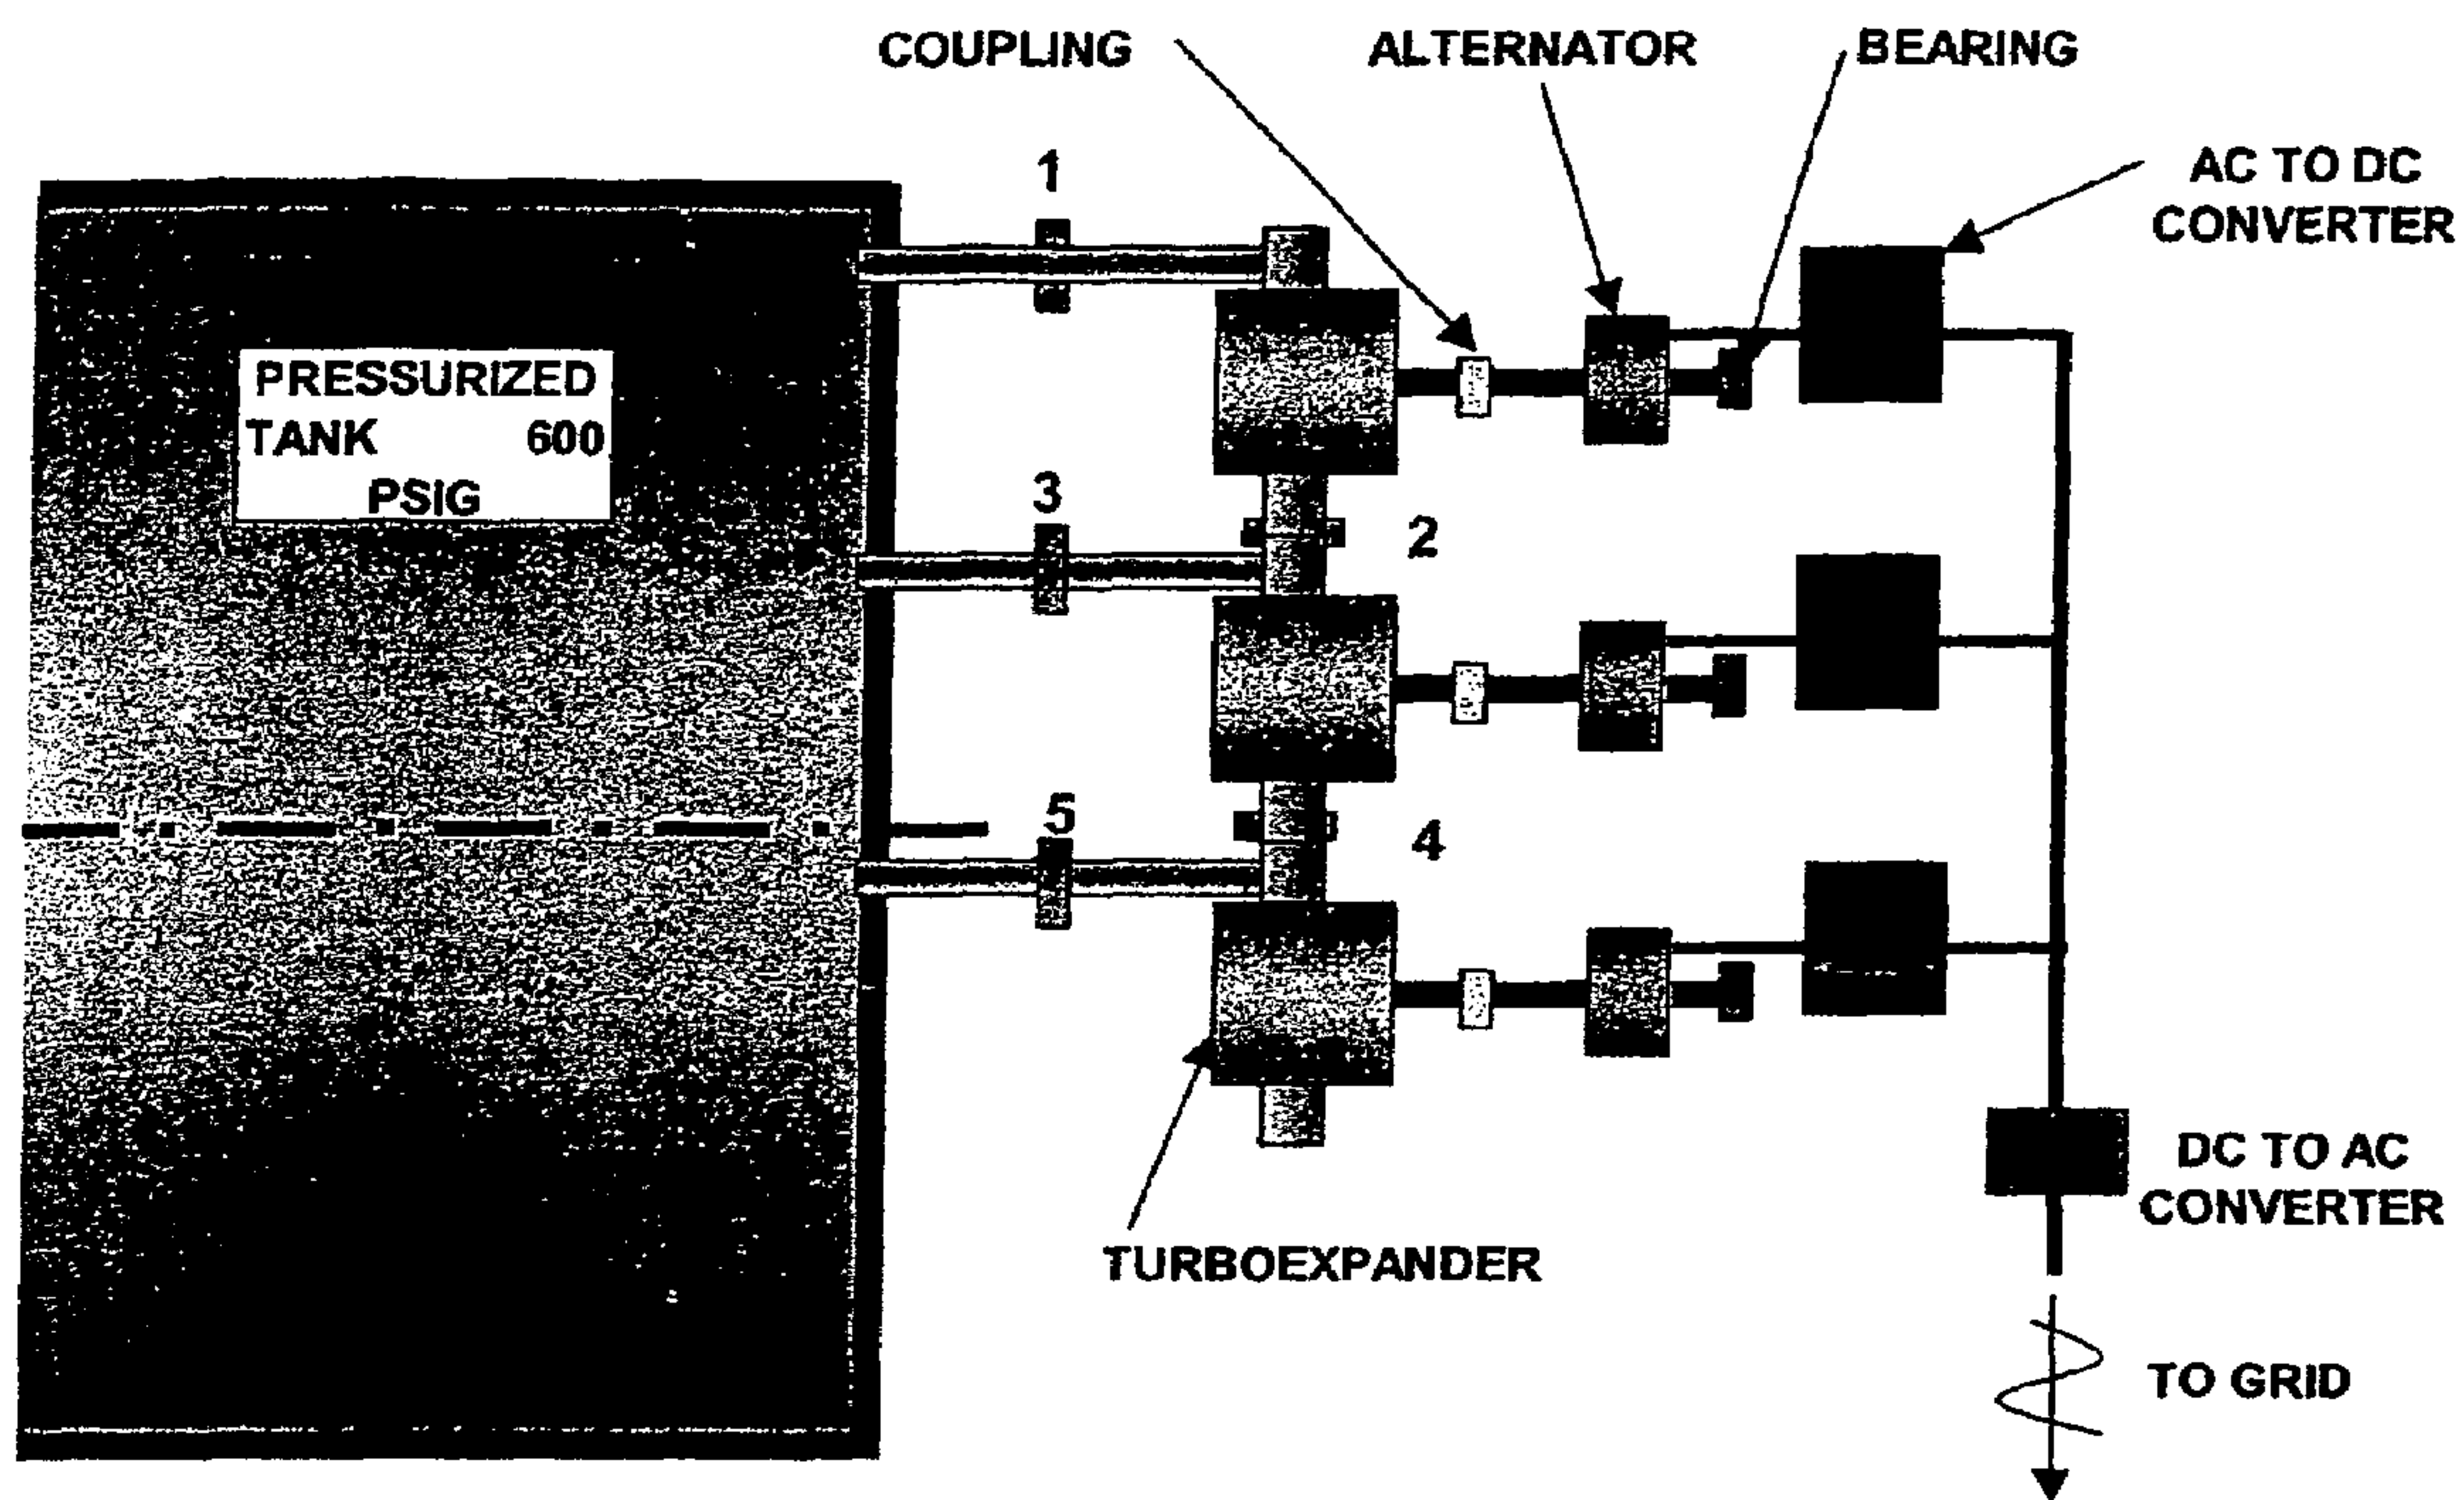 COUPLING
ALTERNATOR
BEARING
AC TO DC
CONVERTER
1
PRESSURIZED
TANK 600
PSIG
3
2
5
4
TURBOEXPANDER
DC TO AC
CONVERTER
TO GRID